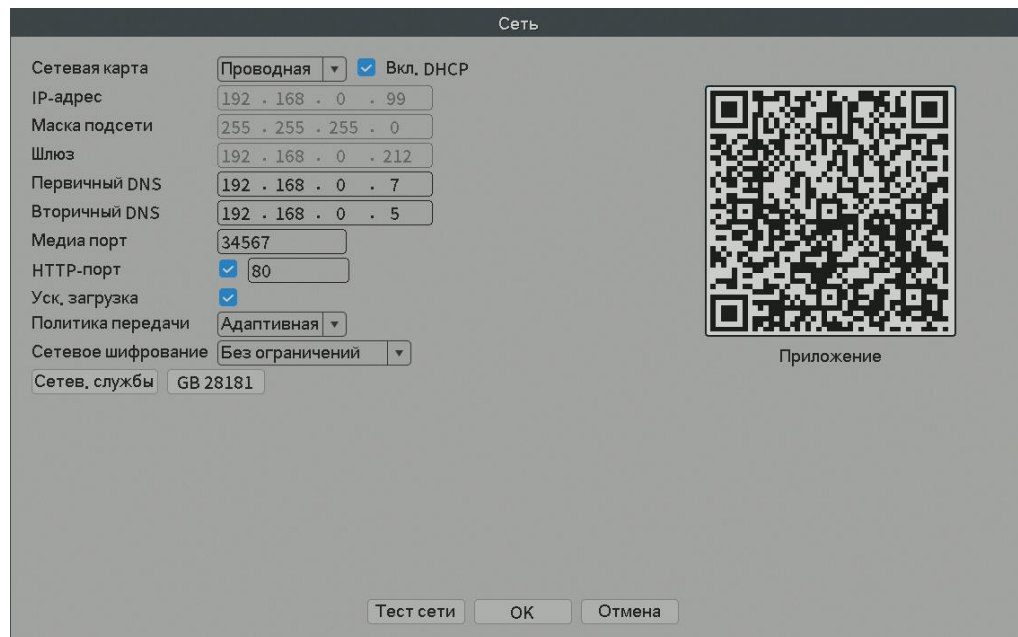 Сеть
Сетевая карта Проводная Вкл. DHCP
IP-адрес 192 . 168 . 0 . 99
Маска подсети 255 . 255 . 255 . 0
Шлюз 192 . 168 . 0 . 212
Первичный DNS 192 . 168 . 0 . 7
Вторичный DNS 192 . 168 . 0 . 5
Медиа порт 34567
HTTP-порт 80
Уск. загрузка
Политика передачи Адаптивная
Сетевое шифрование Без ограничений
Приложение
Сетев. службы GB 28181
Тест сети OK Отмена